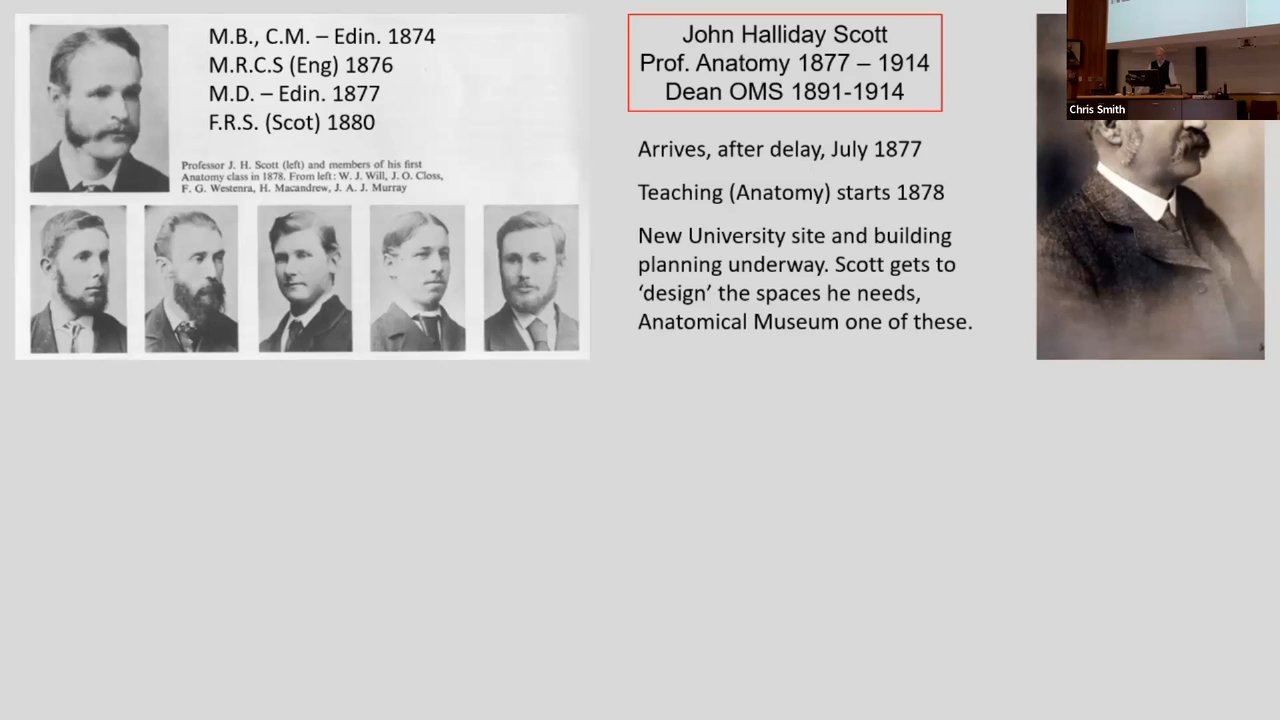 M.B., C.M. – Edin. 1874
M.R.C.S (Eng) 1876
M.D. – Edin. 1877
F.R.S. (Scot) 1880
Professor J. H. Scott (left) and members of his first
Anatomy class in 1878. From left: W. J. Will, J. O. Closs,
F. G. Westenra, H. Macandrew, J. A. J. Murray
John Halliday Scott
Prof. Anatomy 1877 – 1914
Dean OMS 1891-1914
Arrives, after delay, July 1877
Teaching (Anatomy) starts 1878
New University site and building
planning underway. Scott gets to
‘design’ the spaces he needs,
Anatomical Museum one of these.
Chris Smith